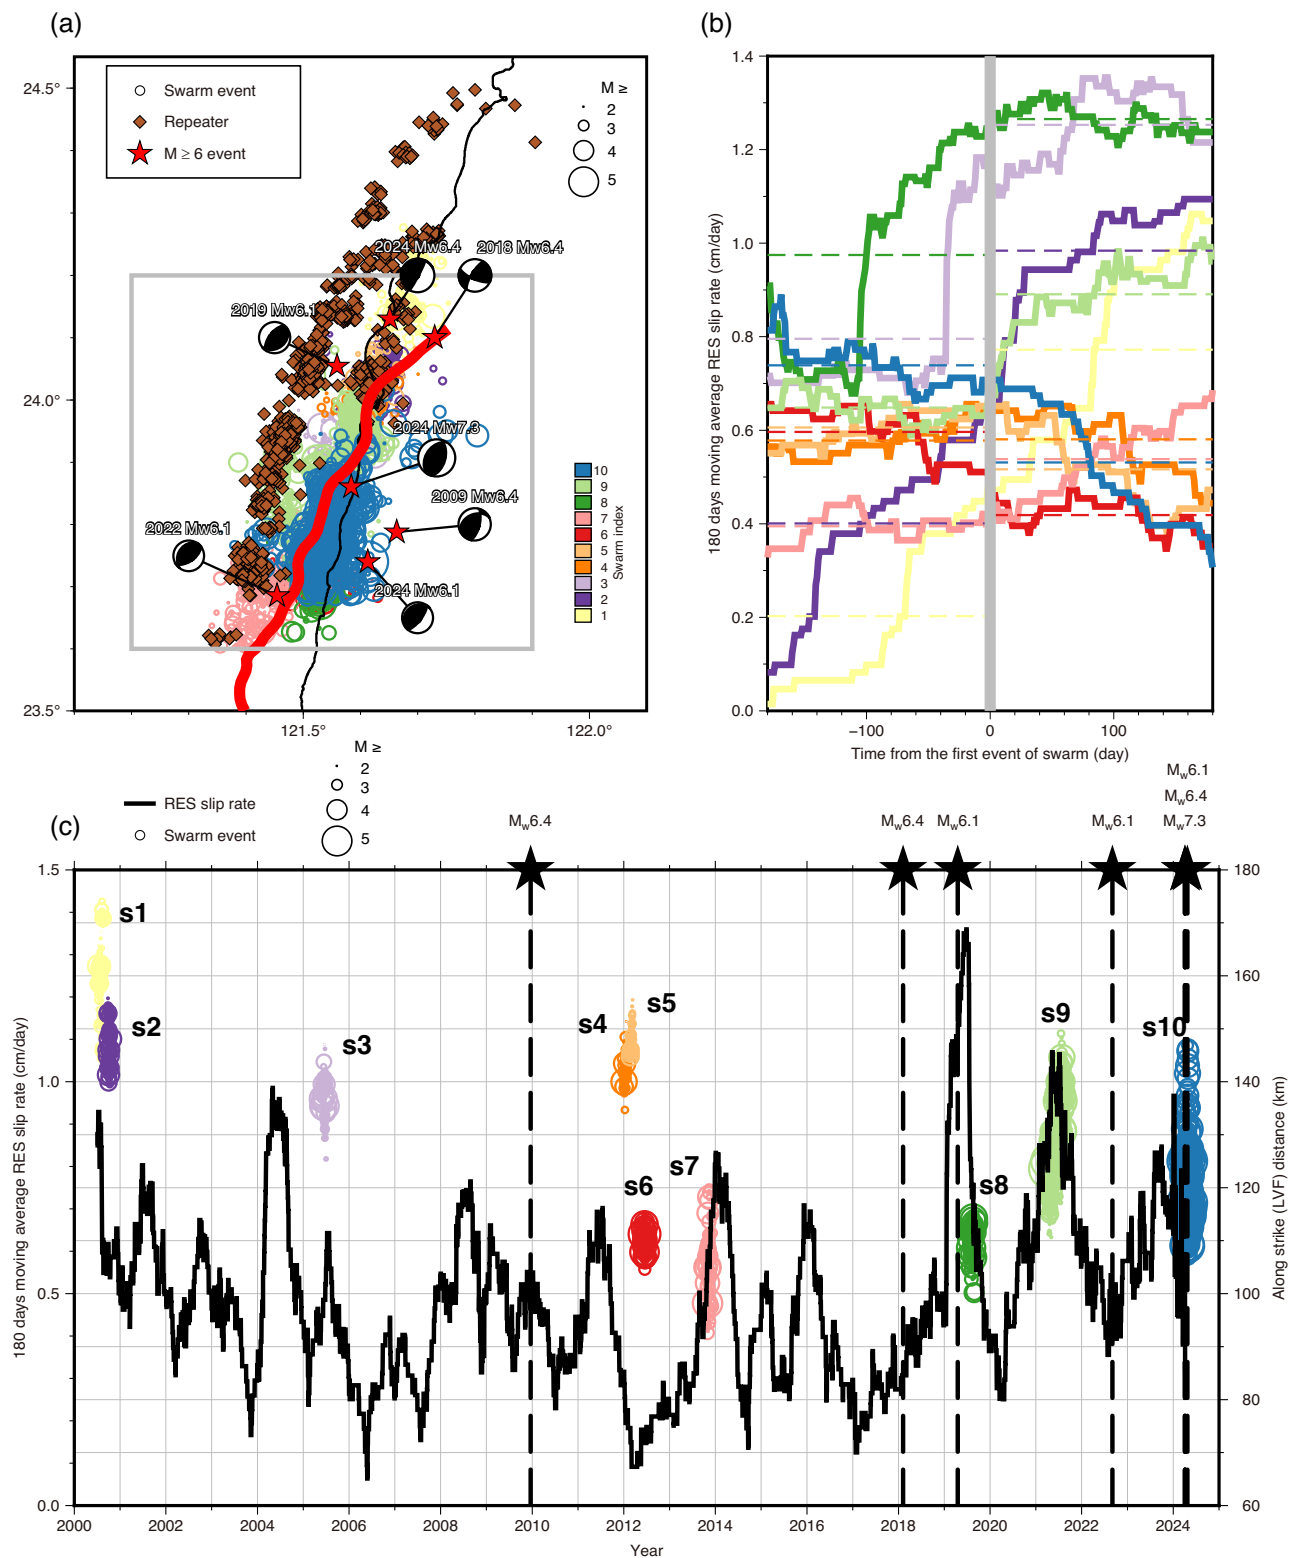 (a)
Swarm event
Repeater
M ≥ 6 event
M ≥
2
3
4
5
24.5°
24.0°
23.5°
121.5°
122.0°
2024 Mw6.4
2018 Mw6.4
2019 Mw6.1
2024 Mw7.3
2009 Mw6.4
2022 Mw6.1
2024 Mw6.1
10
9
8
7
6
5
4
3
2
1
Swarm index
(b)
1.4
1.2
1.0
0.8
0.6
0.4
0.2
0.0
180 days moving average RES slip rate (cm/day)
−100
0
100
Time from the first event of swarm (day)
M ≥
2
3
4
5
RES slip rate
Swarm event
(c)
Mw6.4
Mw6.4
Mw6.1
Mw6.1
Mw6.1
Mw6.4
Mw7.3
1.5
1.0
0.5
0.0
180 days moving average RES slip rate (cm/day)
s1
s2
s3
s4
s5
s6
s7
s8
s9
s10
180
160
140
120
100
80
60
Along strike (LVF) distance (km)
2000
2002
2004
2006
2008
2010
2012
2014
2016
2018
2020
2022
2024
Year